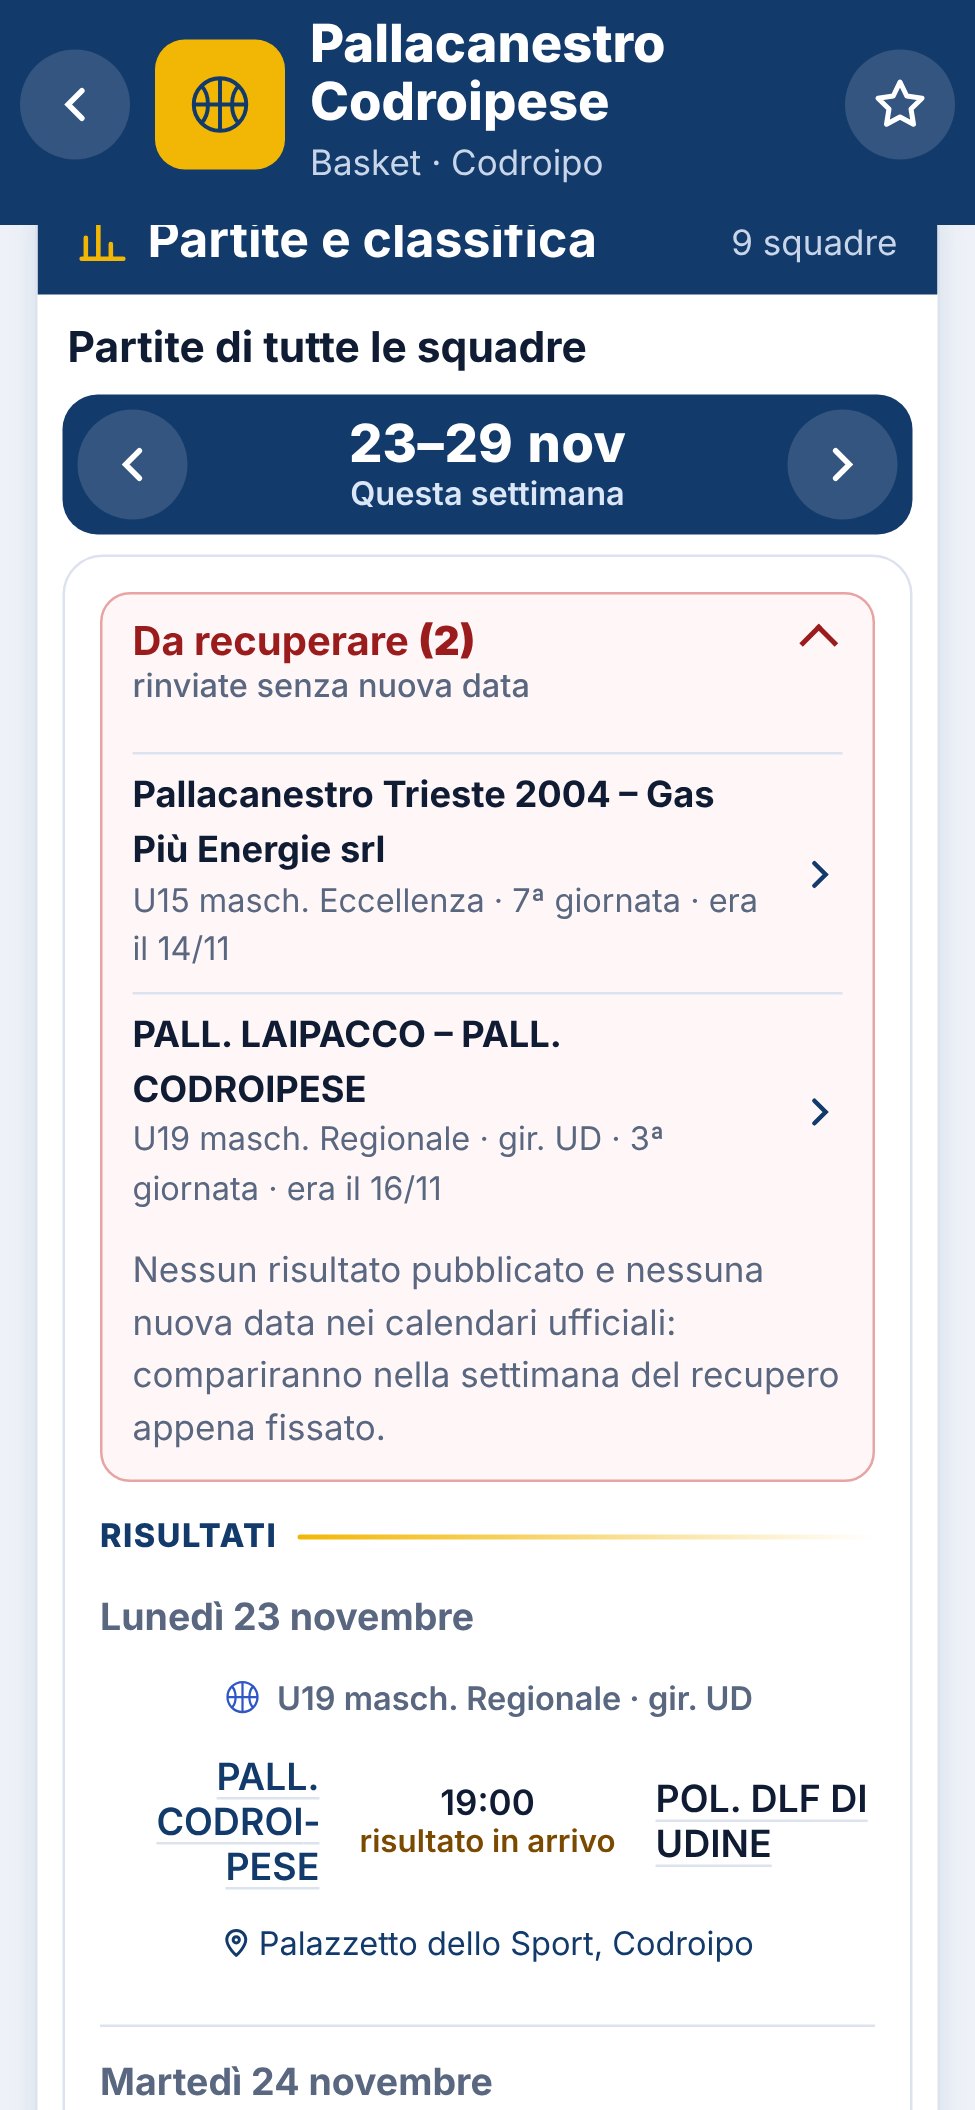 Pallacanestro
Codroipese
Basket · Codroipo
Partite e classifica
9 squadre
Partite di tutte le squadre
23–29 nov
Questa settimana
Da recuperare (2)
rinviate senza nuova data
Pallacanestro Trieste 2004 – Gas
Più Energie srl
U15 masch. Eccellenza · 7ª giornata · era
il 14/11
PALL. LAIPACCO – PALL.
CODROIPESE
U19 masch. Regionale · gir. UD · 3ª
giornata · era il 16/11
Nessun risultato pubblicato e nessuna
nuova data nei calendari ufficiali:
compariranno nella settimana del recupero
appena fissato.
RISULTATI
Lunedì 23 novembre
U19 masch. Regionale · gir. UD
PALL.
CODROI-
PESE
19:00
risultato in arrivo
POL. DLF DI
UDINE
Palazzetto dello Sport, Codroipo
Martedì 24 novembre